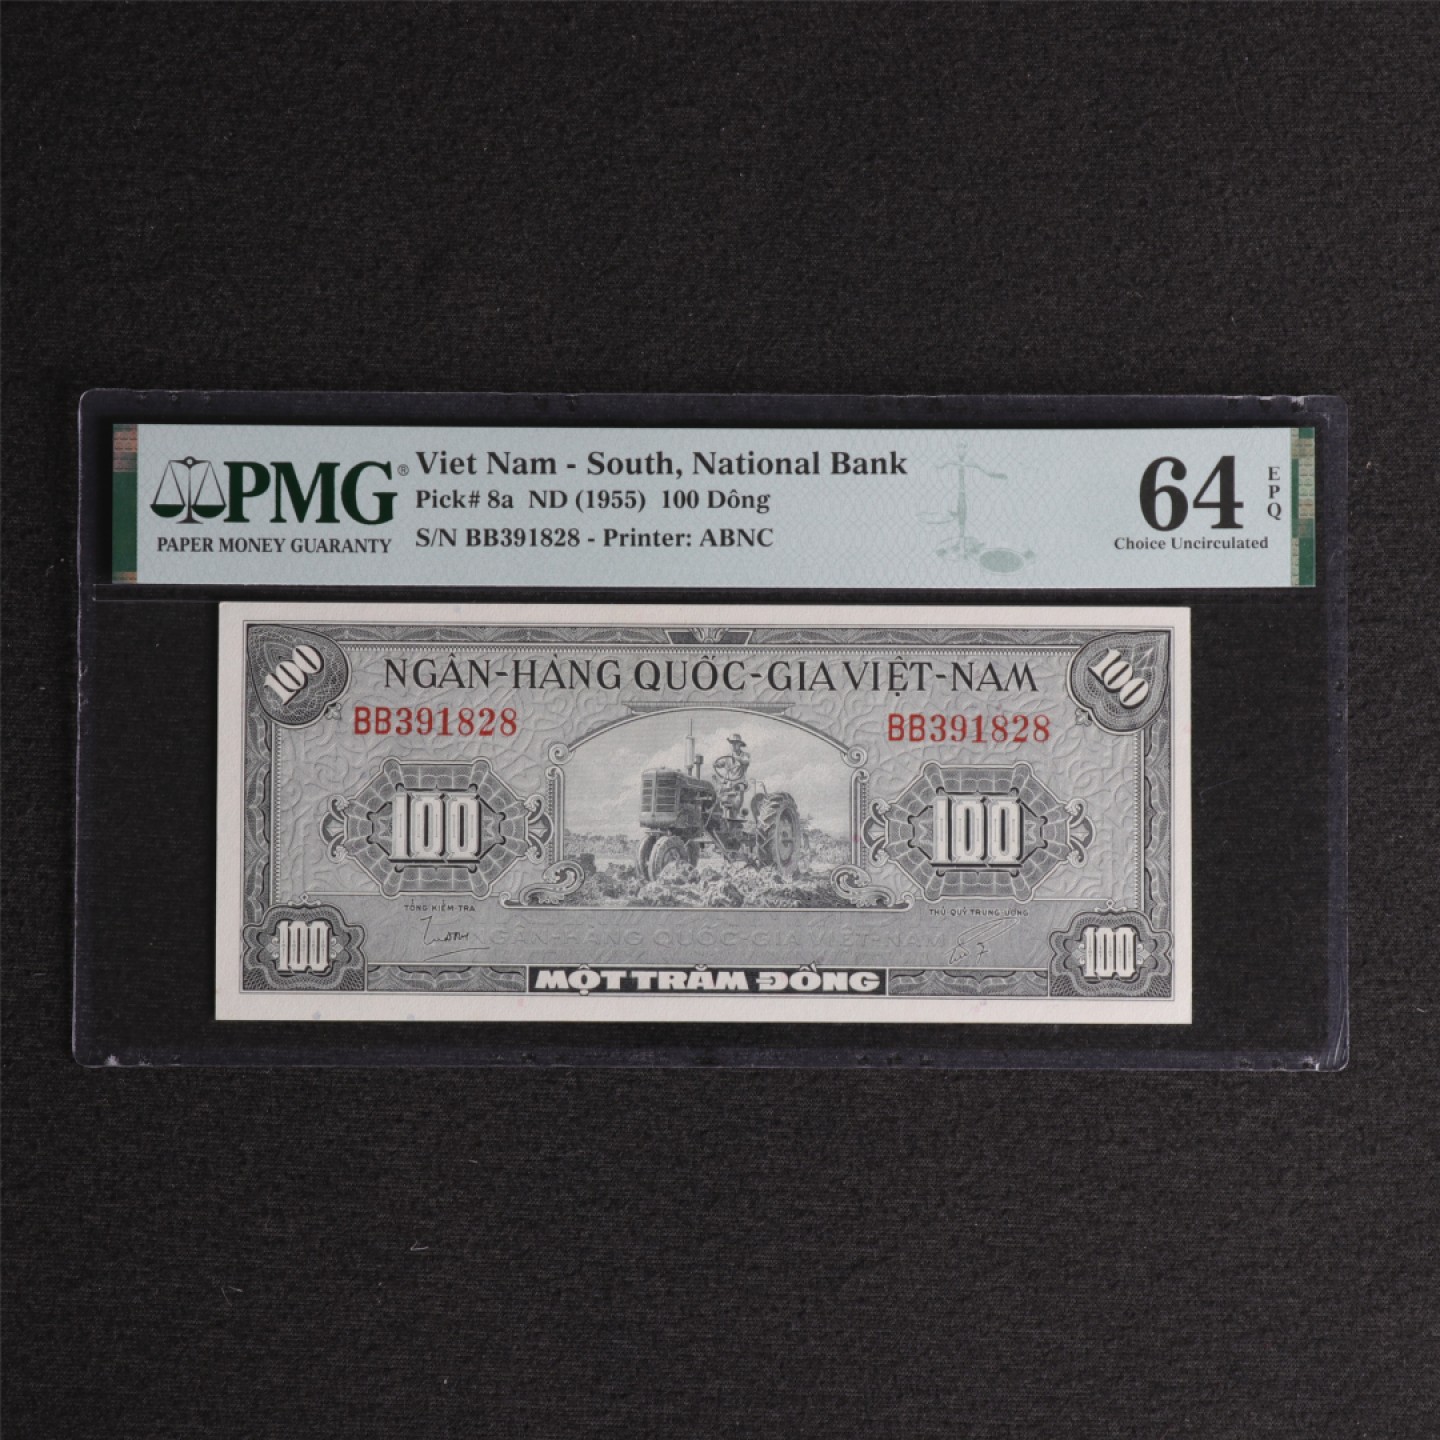 PMG®
PAPER MONEY GUARANTY
Viet Nam - South, National Bank
Pick# 8a ND (1955) 100 Dông
S/N BB391828 - Printer: ABNC
64
EPQ
Choice Uncirculated
100
NGÂN-HÀNG QUỐC-GIA VIỆT-NAM
100
BB391828
BB391828
100
100
TỔNG KIỂM TRA
THỦ QUỸ TRUNG ƯƠNG
NGÂN-HÀNG QUỐC-GIA VIỆT-NAM
100
MỘT TRĂM ĐỒNG
100